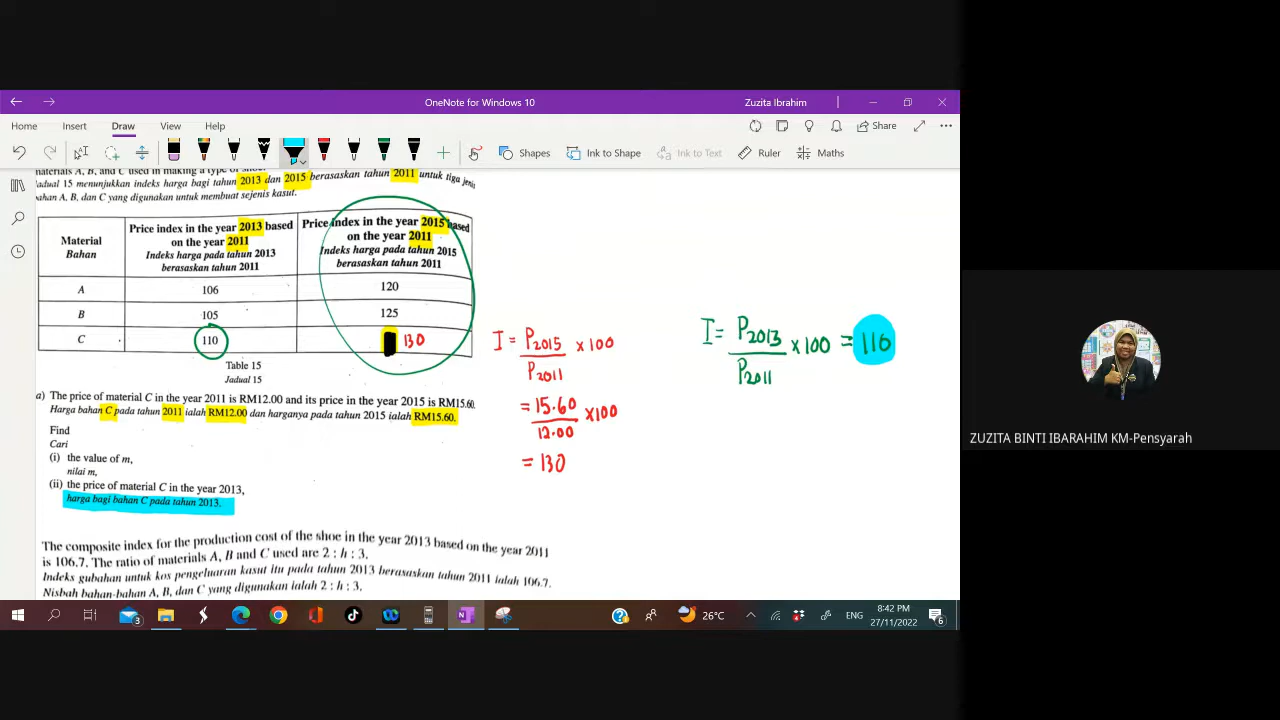 OneNote for Windows 10
Zuzita Ibrahim
Home Insert Draw View Help
Share
Shapes
Ink to Shape
Ink to Text
Ruler
Maths
materials A, B, and C used in making a type of shoe.
Jadual 15 menunjukkan indeks harga bagi tahun 2013 dan 2015 berasaskan tahun 2011 untuk tiga jenis
bahan A, B, dan C yang digunakan untuk membuat sejenis kasut.
Material
Bahan
Price index in the year 2013 based
on the year 2011
Indeks harga pada tahun 2013
berasaskan tahun 2011
Price index in the year 2015 based
on the year 2011
Indeks harga pada tahun 2015
berasaskan tahun 2011
A 106 120
B 105 125
C 110 130
Table 15
Jadual 15
a) The price of material C in the year 2011 is RM12.00 and its price in the year 2015 is RM15.60.
Harga bahan C pada tahun 2011 ialah RM12.00 dan harganya pada tahun 2015 ialah RM15.60.
Find
Cari
(i) the value of m,
nilai m,
(ii) the price of material C in the year 2013,
harga bagi bahan C pada tahun 2013.
The composite index for the production cost of the shoe in the year 2013 based on the year 2011
is 106.7. The ratio of materials A, B and C used are 2 : h : 3.
Indeks gubahan untuk kos pengeluaran kasut itu pada tahun 2013 berasaskan tahun 2011 ialah 106.7.
Nisbah bahan-bahan A, B, dan C yang digunakan ialah 2 : h : 3.
I = P2015 × 100
P2011
= 15.60 × 100
12.00
= 130
I = P2013 × 100 = 110
P2011
ZUZITA BINTI IBARAHIM KM-Pensyarah
3
26°C
ENG
8:42 PM
27/11/2022
6